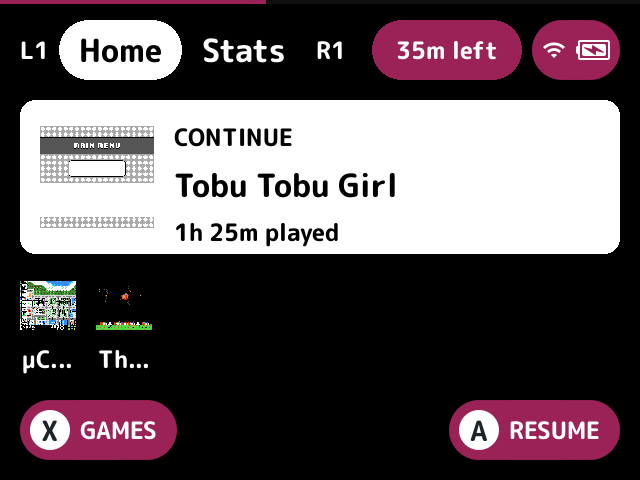 L1 Home Stats R1 35m left
MAIN MENU
CONTINUE
Tobu Tobu Girl
1h 25m played
µC... Th...
X GAMES A RESUME